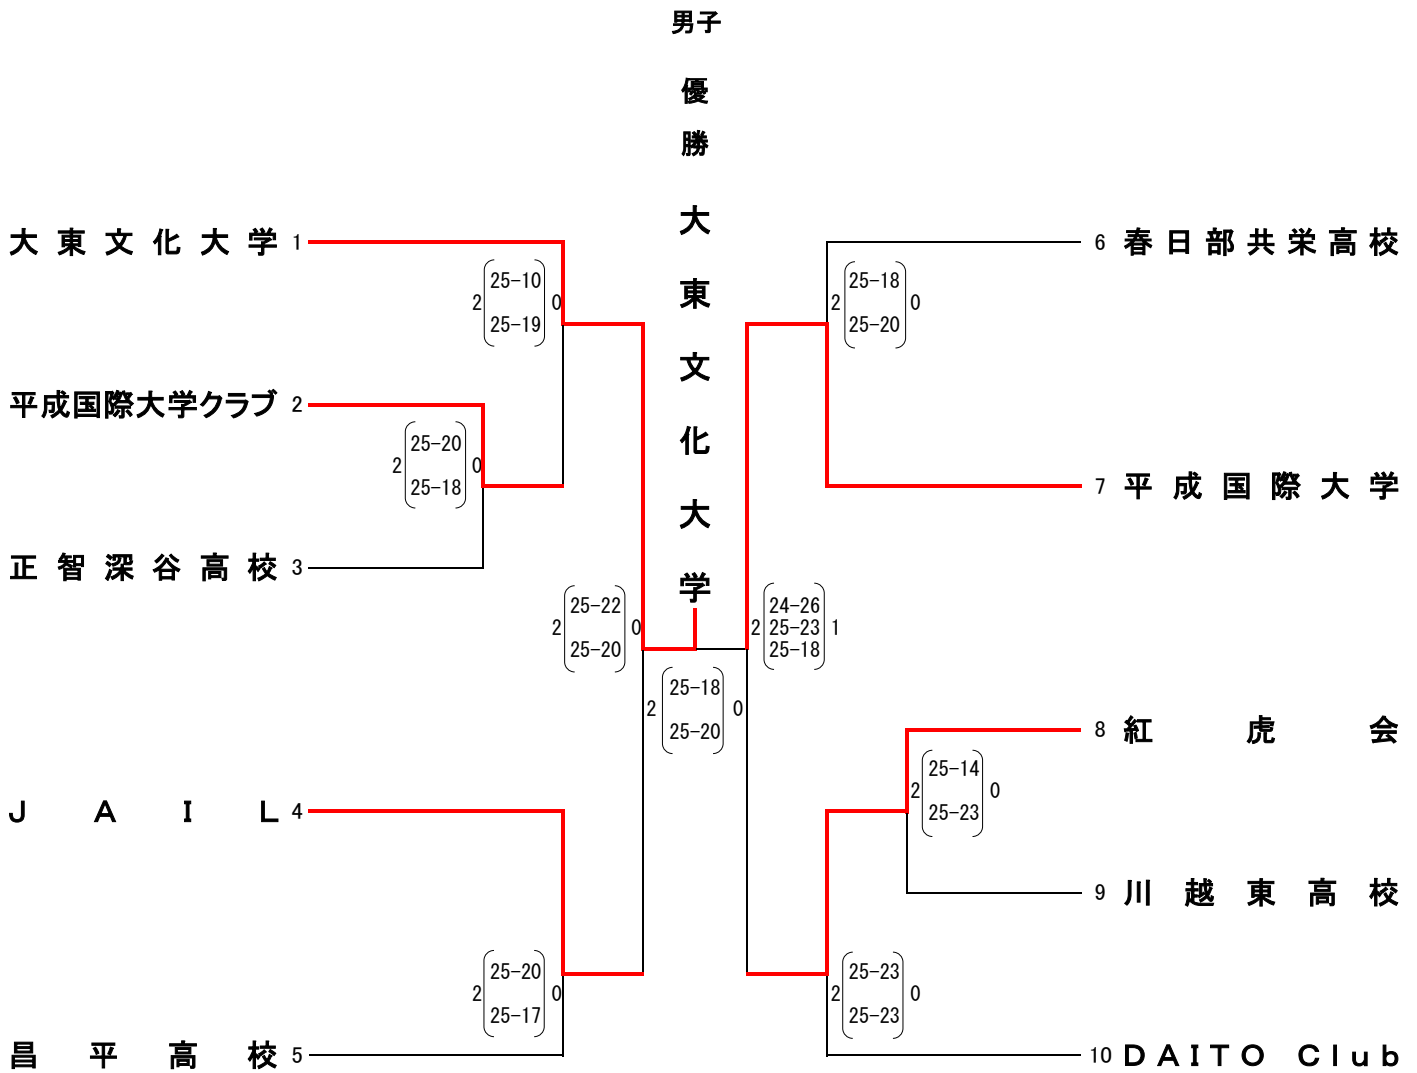 男子
優勝
大東文化大学
大東文化大学 1
2 25-10 0
25-19
平成国際大学クラブ 2
2 25-20 0
25-18
正智深谷高校 3
2 25-22 0
25-20
JAIL 4
2 25-20 0
25-17
昌平高校 5
2 25-18 0
25-20
6 春日部共栄高校
2 25-18 0
25-20
7 平成国際大学
24-26
2 25-23 1
25-18
8 紅虎会
2 25-14 0
25-23
9 川越東高校
2 25-23 0
25-23
10 DAITO Club